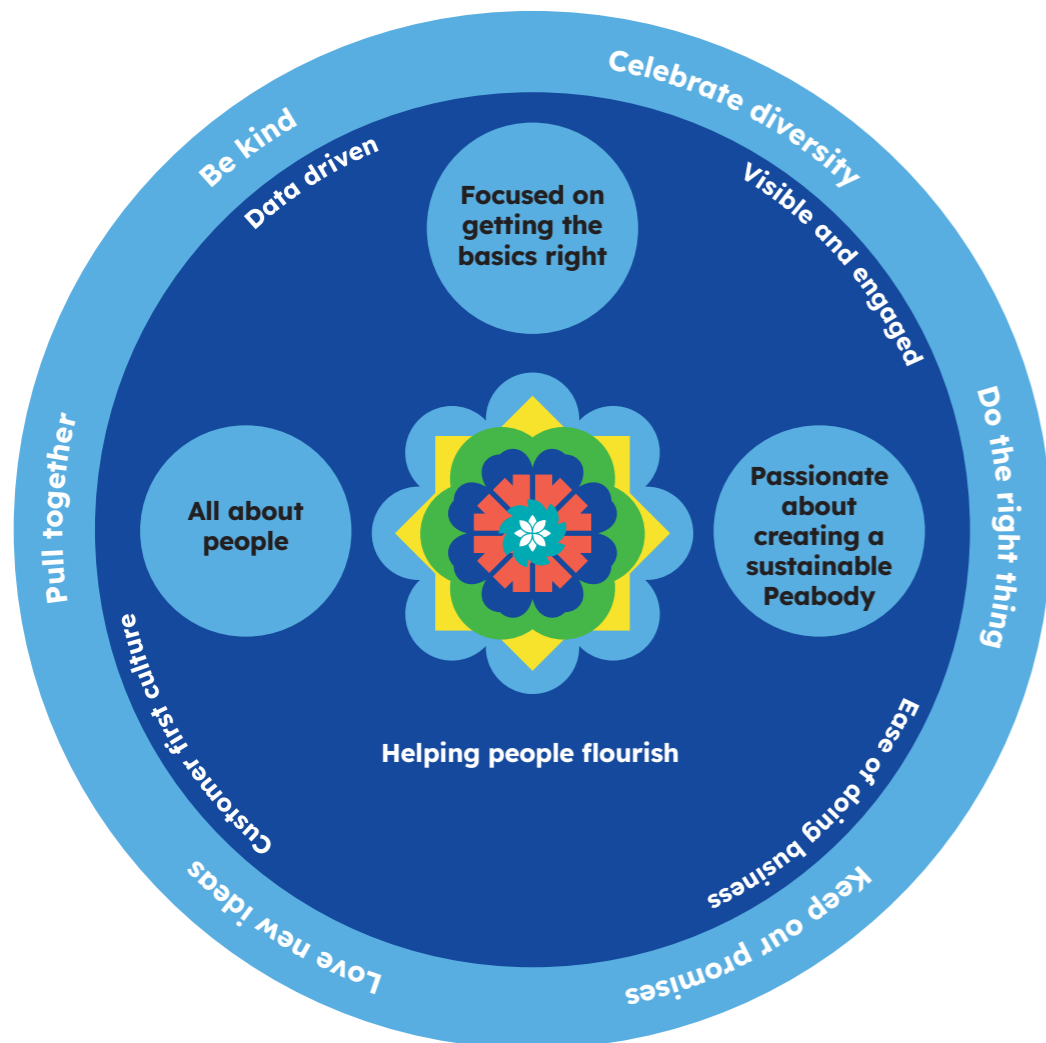 Be kind
Celebrate diversity
Do the right thing
Keep our promises
Love new ideas
Pull together
Data driven
Visible and engaged
Ease of doing business
Customer first culture
Focused on
getting the
basics right
All about
people
Passionate
about
creating a
sustainable
Peabody
Helping people flourish